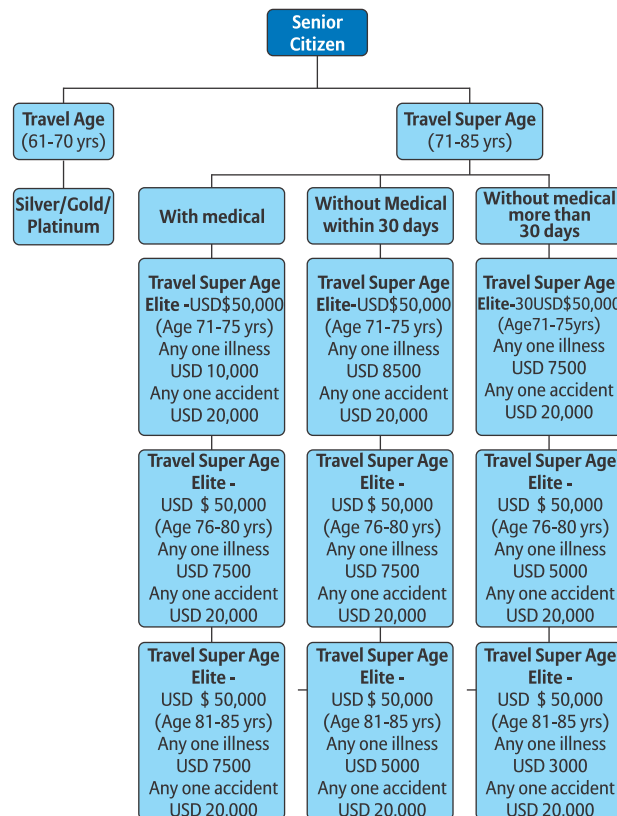 Senior
Citizen
Travel Age
(61-70 yrs)
Travel Super Age
(71-85 yrs)
Silver/Gold/
Platinum
With medical
Without Medical
within 30 days
Without medical
more than
30 days
Travel Super Age
Elite -USD$50,000
(Age 71-75 yrs)
Any one illness
USD 10,000
Any one accident
USD 20,000
Travel Super Age
Elite-USD$50,000
(Age 71-75 yrs)
Any one illness
USD 8500
Any one accident
USD 20,000
Travel Super Age
Elite-30USD$50,000
(Age71-75yrs)
Any one illness
USD 7500
Any one accident
USD 20,000
Travel Super Age
Elite -
USD $ 50,000
(Age 76-80 yrs)
Any one illness
USD 7500
Any one accident
USD 20,000
Travel Super Age
Elite -
USD $ 50,000
(Age 76-80 yrs)
Any one illness
USD 7500
Any one accident
USD 20,000
Travel Super Age
Elite -
USD $ 50,000
(Age 76-80 yrs)
Any one illness
USD 5000
Any one accident
USD 20,000
Travel Super Age
Elite -
USD $ 50,000
(Age 81-85 yrs)
Any one illness
USD 7500
Any one accident
USD 20,000
Travel Super Age
Elite -
USD $ 50,000
(Age 81-85 yrs)
Any one illness
USD 5000
Any one accident
USD 20,000
Travel Super Age
Elite -
USD $ 50,000
(Age 81-85 yrs)
Any one illness
USD 3000
Any one accident
USD 20,000